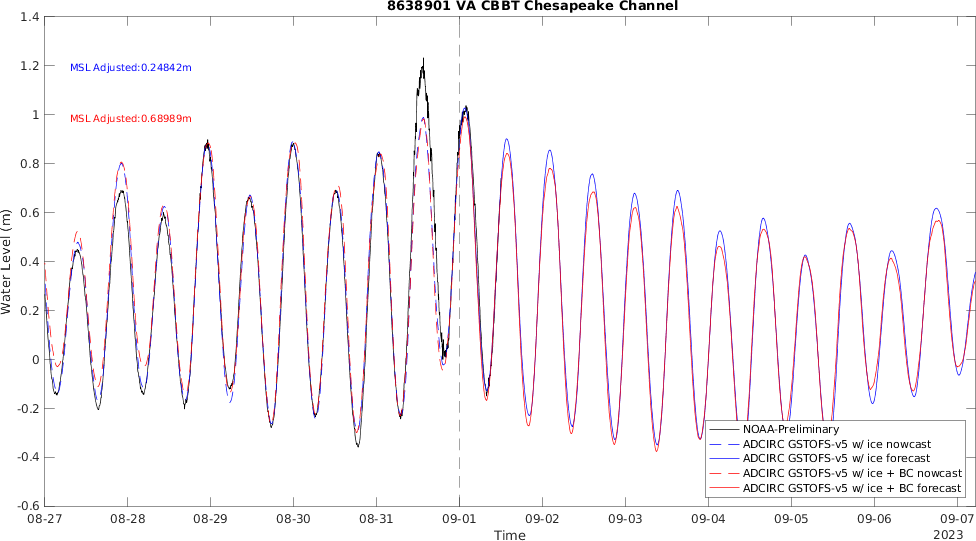 8638901 VA CBBT Chesapeake Channel
1.4
1.2
1
0.8
0.6
0.4
0.2
0
-0.2
-0.4
-0.6
Water Level (m)
MSL Adjusted:0.24842m
MSL Adjusted:0.68989m
NOAA-Preliminary
ADCIRC GSTOFS-v5 w/ ice nowcast
ADCIRC GSTOFS-v5 w/ ice forecast
ADCIRC GSTOFS-v5 w/ ice + BC nowcast
ADCIRC GSTOFS-v5 w/ ice + BC forecast
08-27 08-28 08-29 08-30 08-31 09-01 09-02 09-03 09-04 09-05 09-06 09-07
Time
2023